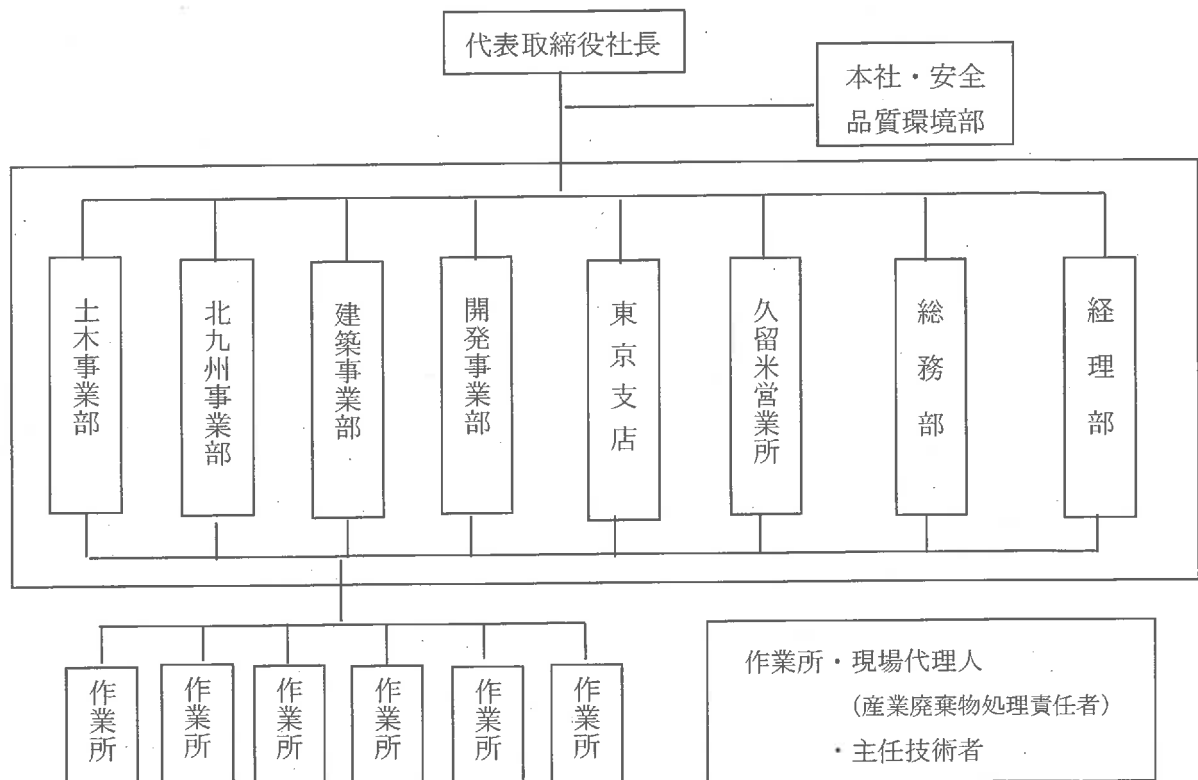 代表取締役社長
本社・安全
品質環境部
土木事業部
北九州事業部
建築事業部
開発事業部
東京支店
久留米営業所
総務部
経理部
作業所
作業所
作業所
作業所
作業所
作業所
作業所・現場代理人
(産業廃棄物処理責任者)
・主任技術者